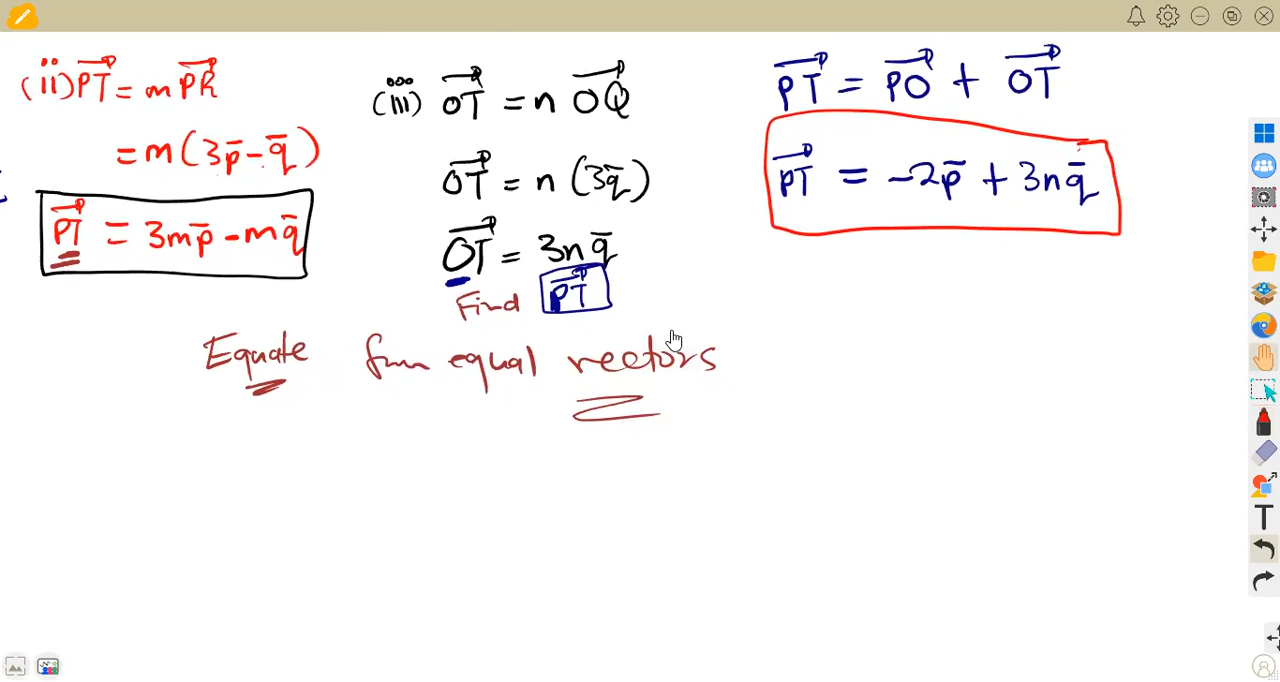 (ii) PT = m PR
= m (3p̄ - q̄)
PT = 3mp̄ - mq̄
(iii) OT = n OQ
OT = n (3q̄)
OT = 3nq̄
Find PT
PT = PO + OT
PT = -2p̄ + 3nq̄
Equate equal vectors
T